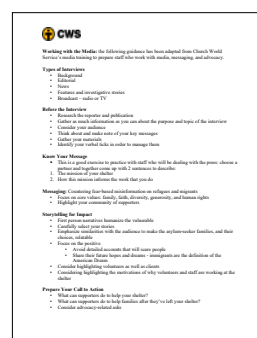 CWS
Working with the Media: the following guidance has been adapted from Church World
Service's media training to prepare staff who work with media, messaging, and advocacy.
Types of Interviews
• Background
• Editorial
• News
• Features and investigative stories
• Broadcast – radio or TV
Before the Interview
• Research the reporter and publication
• Gather as much information as you can about the purpose and topic of the interview
• Consider your audience
• Think about and make note of your key messages
• Gather your materials
• Identify your verbal ticks in order to manage them
Know Your Message
• This is a good exercise to practice with staff who will be dealing with the press: choose a
partner and together come up with 2 sentences to describe:
1. The mission of your shelter
2. How this mission informs the work that you do
Messaging: Countering fear-based misinformation on refugees and migrants
• Focus on core values: family, faith, diversity, generosity, and human rights
• Highlight your community of supporters
Storytelling for Impact
• First person narratives humanize the vulnerable
• Carefully select your stories
• Emphasize similarities with the audience to make the asylum-seeker families, and their
choices, relatable
• Focus on the positive
• Avoid detailed accounts that will scare people
• Share their future hopes and dreams - immigrants are the definition of the
American Dream
• Consider highlighting volunteers as well as clients
• Considering highlighting the motivations of why volunteers and staff are working at the
shelter
Prepare Your Call to Action
• What can supporters do to help your shelter?
• What can supporters do to help families after they've left your shelter?
• Consider advocacy-related asks